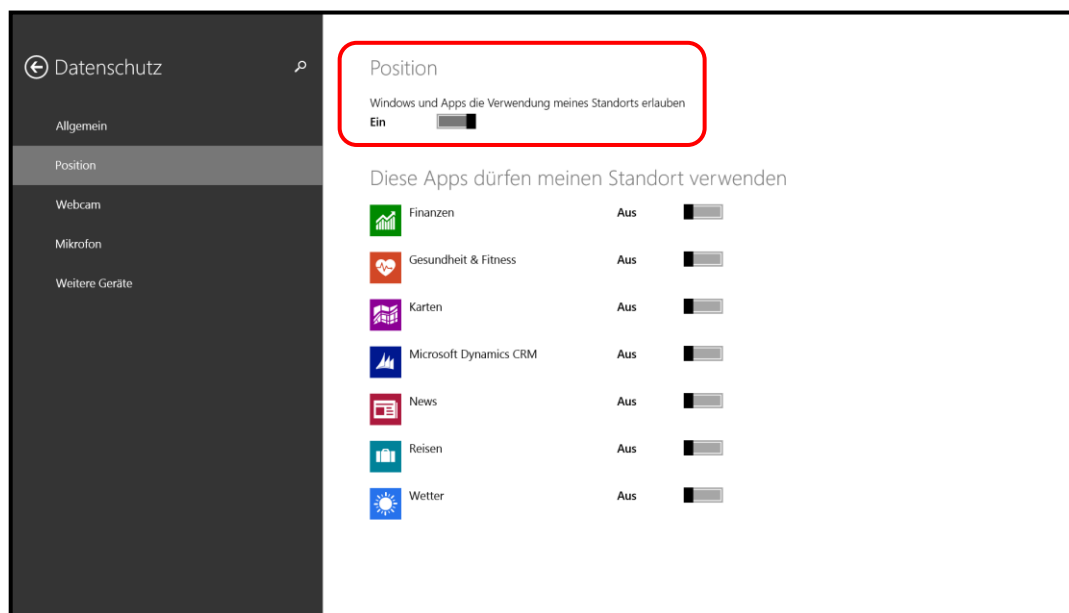 Datenschutz
Allgemein
Position
Webcam
Mikrofon
Weitere Geräte
Position
Windows und Apps die Verwendung meines Standorts erlauben
Ein
Diese Apps dürfen meinen Standort verwenden
Finanzen Aus
Gesundheit & Fitness Aus
Karten Aus
Microsoft Dynamics CRM Aus
News Aus
Reisen Aus
Wetter Aus